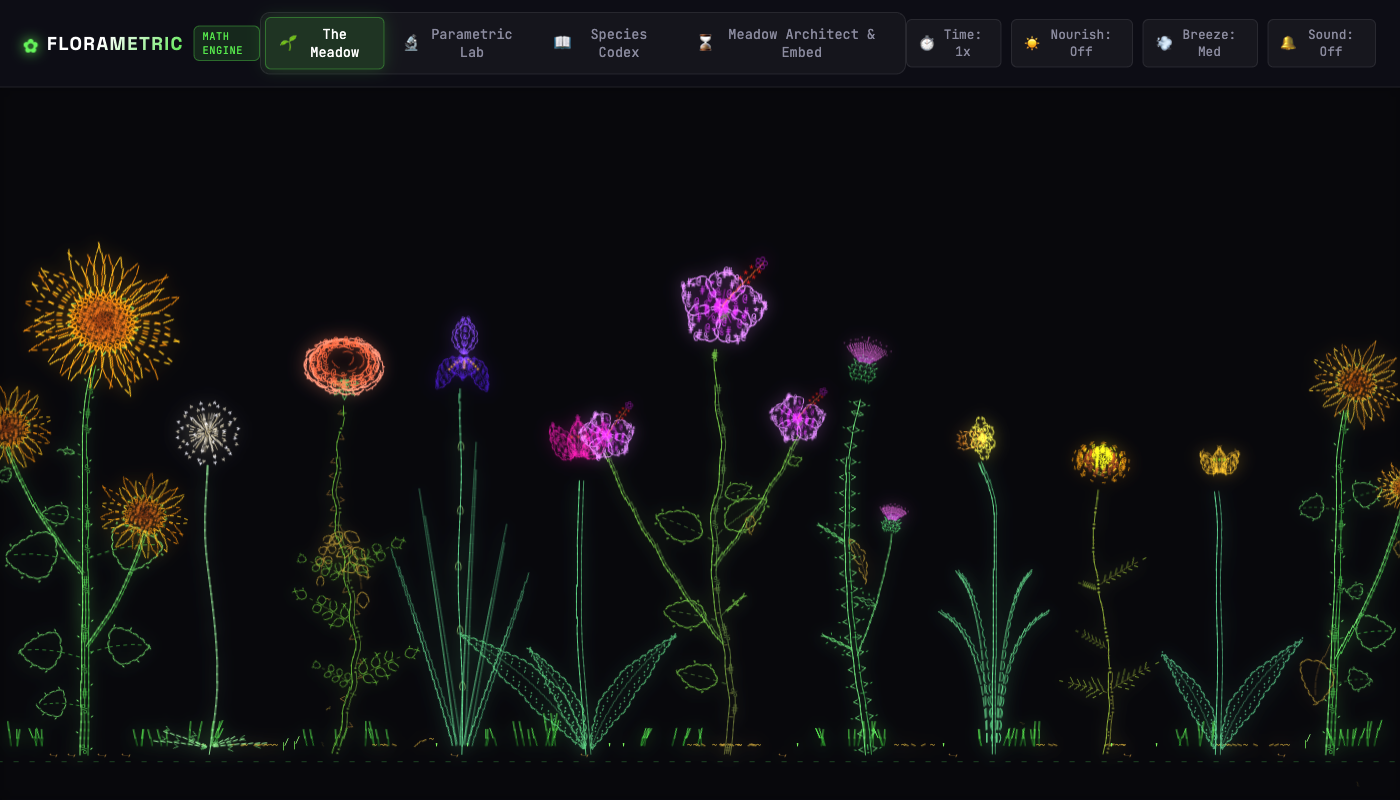 FLORAMETRIC
MATH
ENGINE
The
Meadow
Parametric
Lab
Species
Codex
Meadow Architect &
Embed
Time:
1x
Nourish:
Off
Breeze:
Med
Sound:
Off